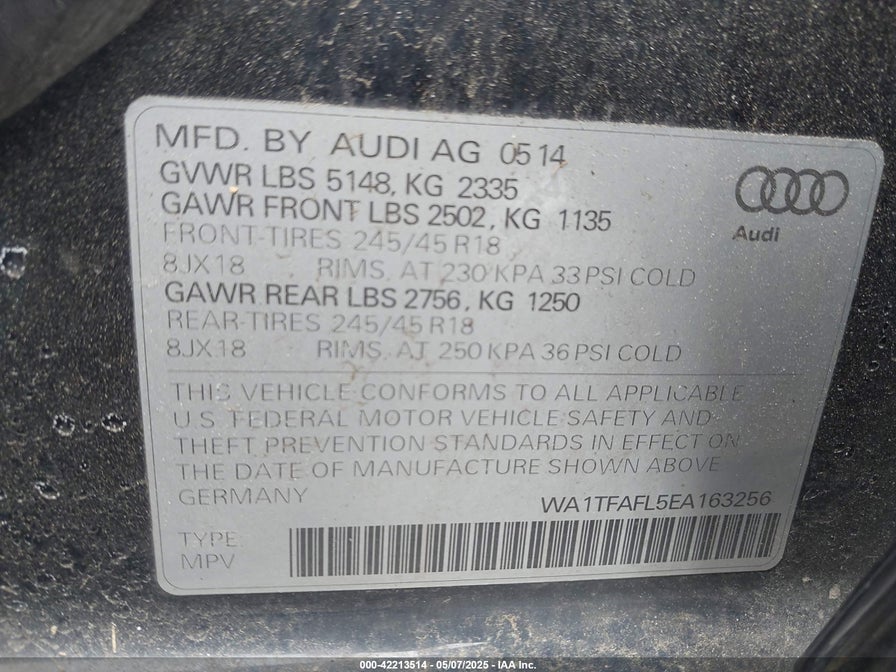 MFD. BY AUDI AG 05 14
GVWR LBS 5148, KG 2335
GAWR FRONT LBS 2502, KG 1135
FRONT-TIRES 245/45 R18
8JX18 RIMS, AT 230 KPA 33 PSI COLD
GAWR REAR LBS 2756, KG 1250
REAR-TIRES 245/45 R18
8JX18 RIMS, AT 250 KPA 36 PSI COLD
Audi
THIS VEHICLE CONFORMS TO ALL APPLICABLE
U.S. FEDERAL MOTOR VEHICLE SAFETY AND
THEFT PREVENTION STANDARDS IN EFFECT ON
THE DATE OF MANUFACTURE SHOWN ABOVE
GERMANY
WA1TFAFL5EA163256
TYPE:
MPV
000-42213514 - 05/07/2025 - IAA Inc.